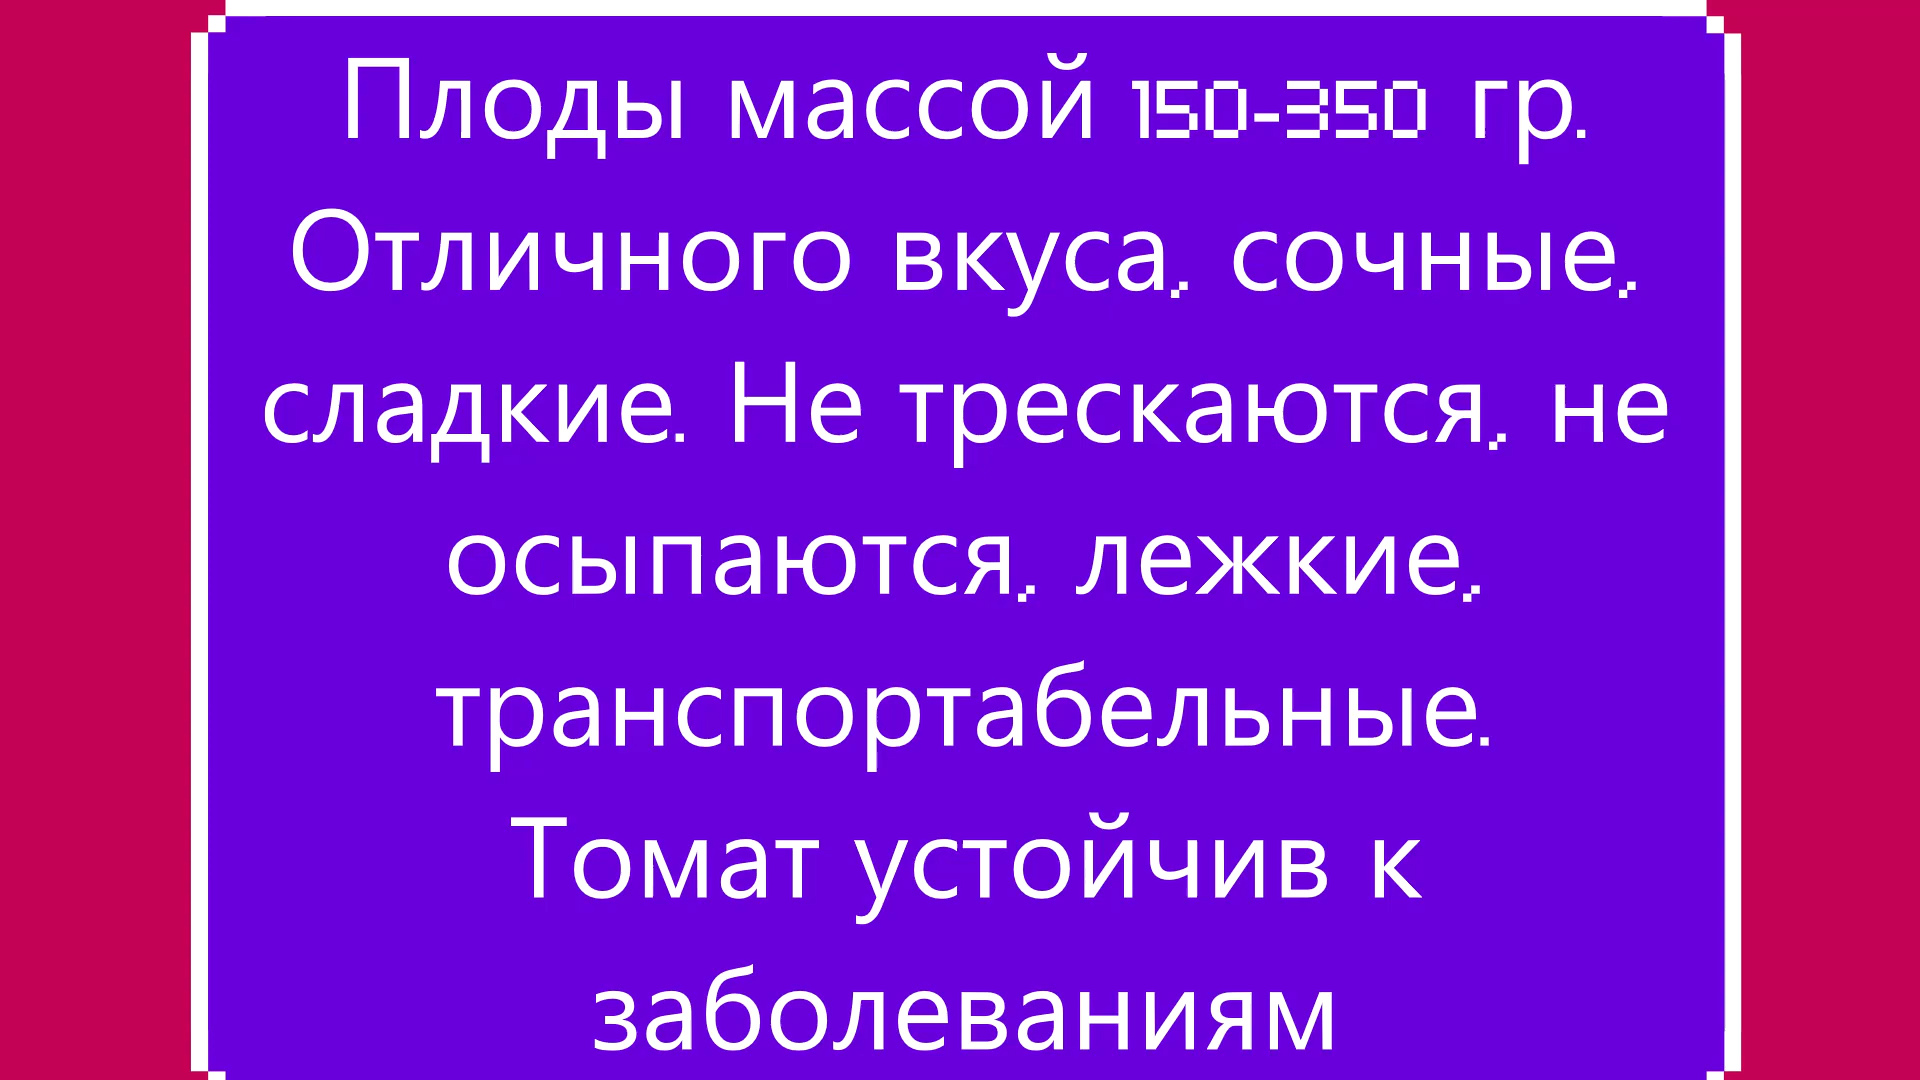 Плоды массой 150-350 гр.
Отличного вкуса, сочные,
сладкие. Не трескаются, не
осыпаются, лежкие,
транспортабельные.
Томат устойчив к
заболеваниям